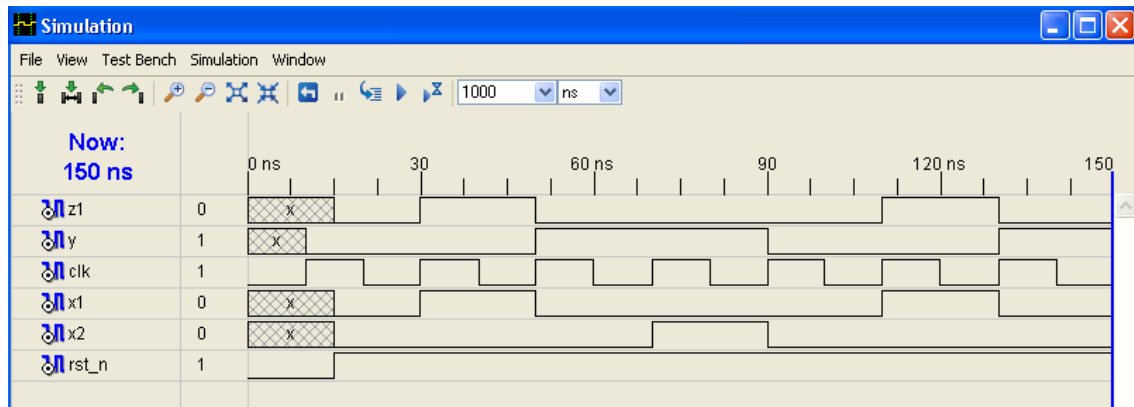 Simulation
File View Test Bench Simulation Window
1000 ns
Now:
150 ns
0 ns 30 60 ns 90 120 ns 150
z1 0 x
y 1 x
clk 1
x1 0 x
x2 0 x
rst_n 1